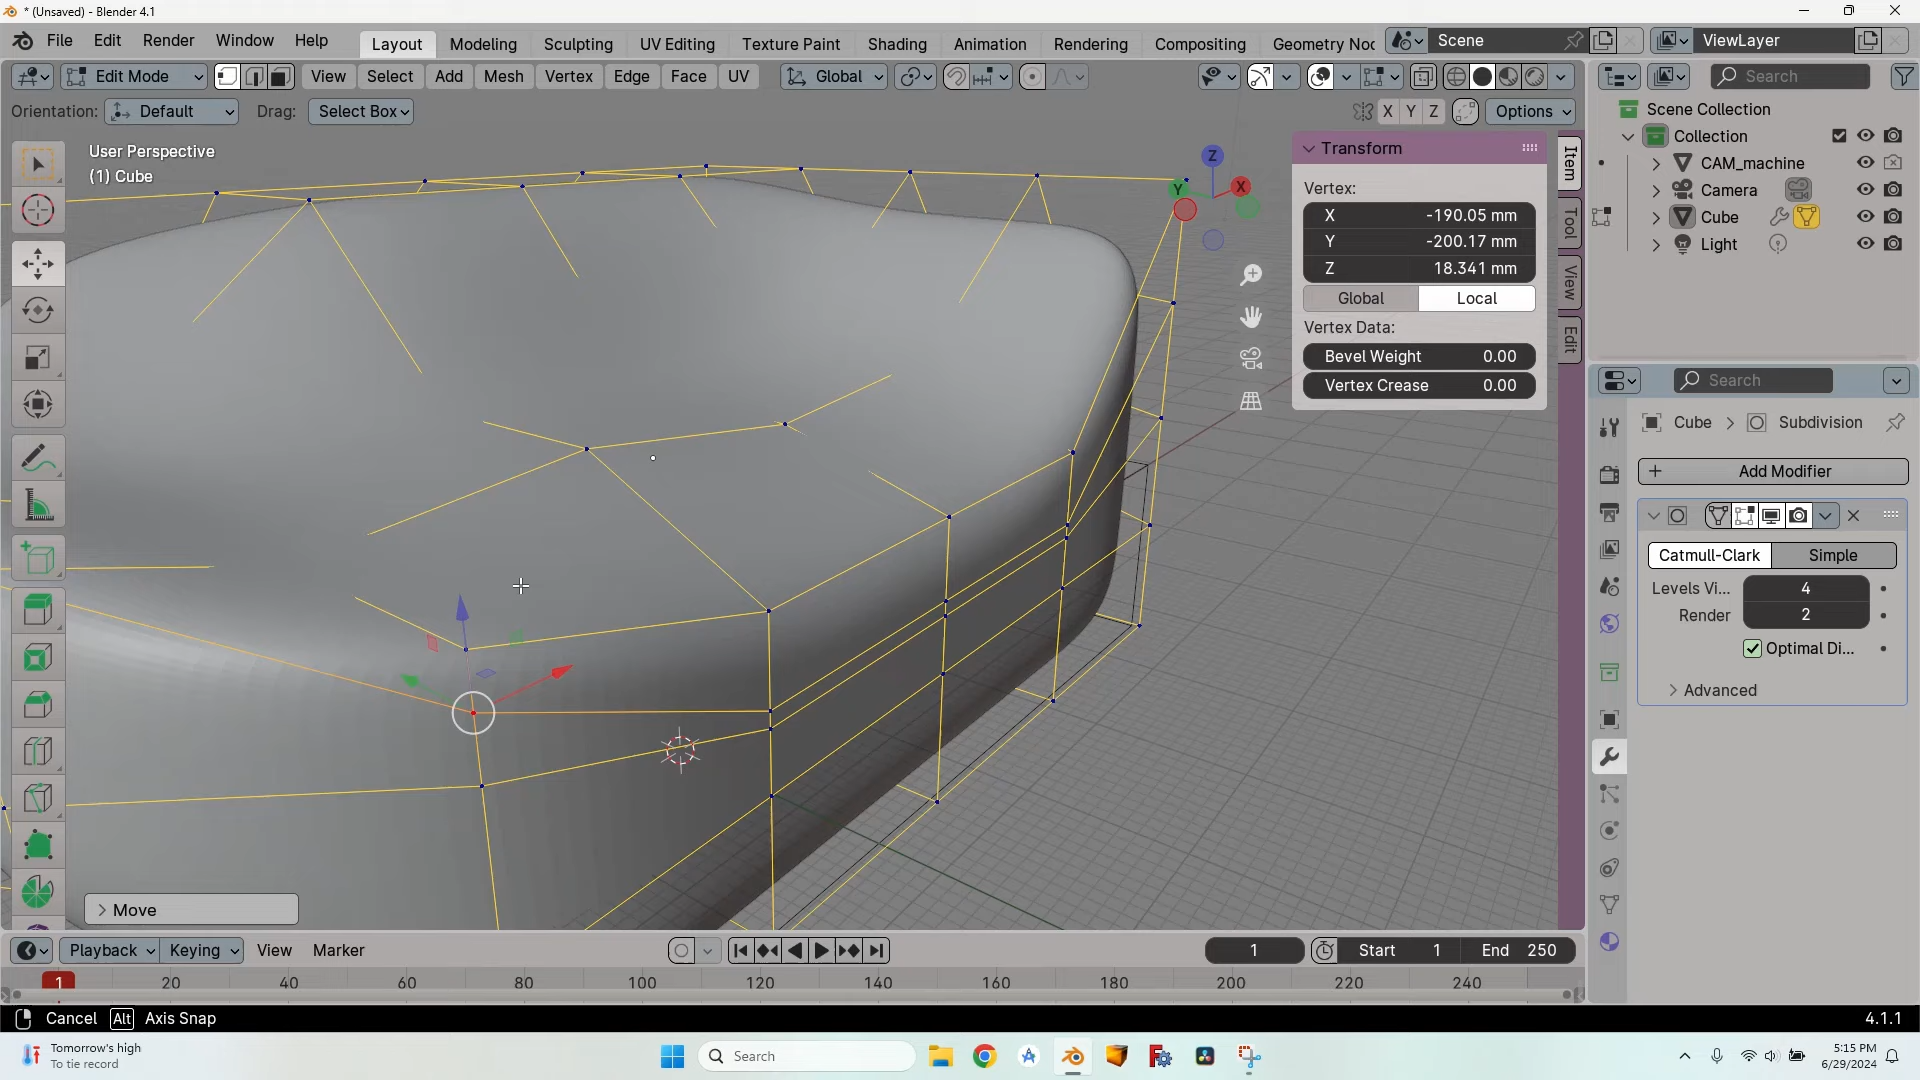 * (Unsaved) - Blender 4.1
File Edit Render Window Help Layout Modeling Sculpting UV Editing Texture Paint Shading Animation Rendering Compositing Geometry Noc Scene ViewLayer
Edit Mode View Select Add Mesh Vertex Edge Face UV Global Search
Orientation: Default Drag: Select Box X Y Z Options
Scene Collection
Collection
CAM_machine
Camera
Cube
Light
User Perspective
(1) Cube
Z
Y
X
Transform
Vertex:
X -190.05 mm
Y -200.17 mm
Z 18.341 mm
Global Local
Vertex Data:
Bevel Weight 0.00
Vertex Crease 0.00
Item
Tool
View
Edit
Search
Cube > Subdivision
+ Add Modifier
Catmull-Clark Simple
Levels Vi... 4
Render 2
Optimal Di...
Advanced
> Move
Playback Keying View Marker 1 Start 1 End 250
1 20 40 60 80 100 120 140 160 180 200 220 240
Cancel Alt Axis Snap 4.1.1
Tomorrow's high
To tie record
Search
5:15 PM
6/29/2024